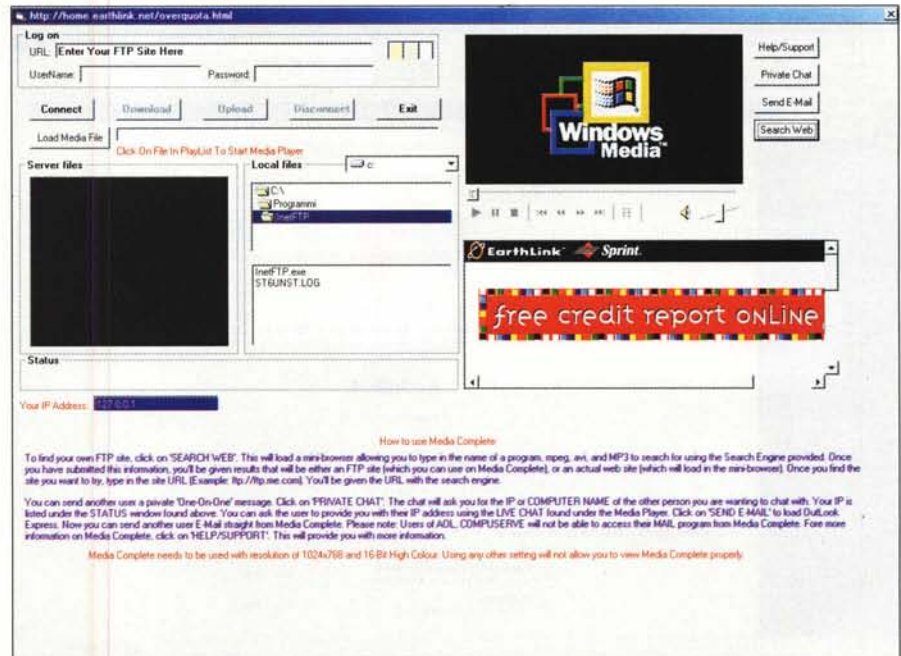 http://home.earthlink.net/overquota.html
Log on
URL: Enter Your FTP Site Here
UserName: Password:
Connect Download Upload Disconnect Exit
Load Media File
Click On File In PlayList To Start Media Player
Server files
Local files
c:
C:\
Programmi
InetFTP
InetFTP.exe
ST6UNST.LOG
Status
Your IP Address: 127.0.0.1
Windows
Media™
Help/Support
Private Chat
Send E-Mail
Search Web
EarthLink Sprint.
free credit report onLine
How to use Media Complete
To find your own FTP site, click on 'SEARCH WEB'. This will load a mini-browser allowing you to type in the name of a program, mpeg, avi, and MP3 to search for using the Search Engine provided. Once
you have submitted this information, you'll be given results that will be either an FTP site (which you can use on Media Complete), or an actual web site (which will load in the mini-browser). Once you find the
site you want to try, type in the site URL (Example: ftp://ftp.me.com). You'll be given the URL with the
search engine.
You can send another user a private 'One-On-One' message. Click on 'PRIVATE CHAT'. The chat will ask you for the IP or COMPUTER NAME of the other person you are wanting to chat with. Your IP is
listed under the STATUS window found above. You can ask the user to provide you with their IP address using the LIVE CHAT found under the Media Player. Click on 'SEND E-MAIL' to load OutLook
Express. Now you can send another user E-Mail straight from Media Complete. Please note: Users of AOL, COMPUSERVE will not be able to access their MAIL program from Media Complete. Fore more
information on Media Complete, click on 'HELP/SUPPORT'. This will provide you with more information.
Media Complete needs to be used with resolution of 1024x768 and 16-Bit High Colour. Using any other setting will not allow you to view Media Complete properly.